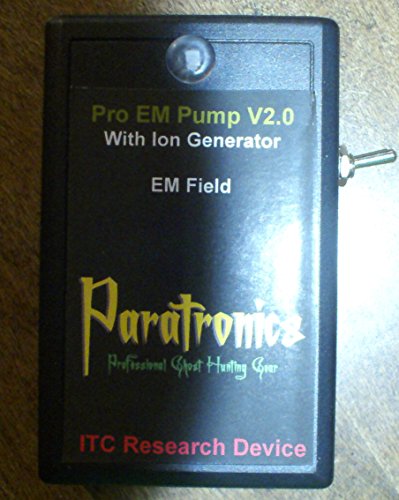 Pro EM Pump V2.0
With Ion Generator
EM Field
Paratronics
Professional Ghost Hunting Gear
ITC Research Device